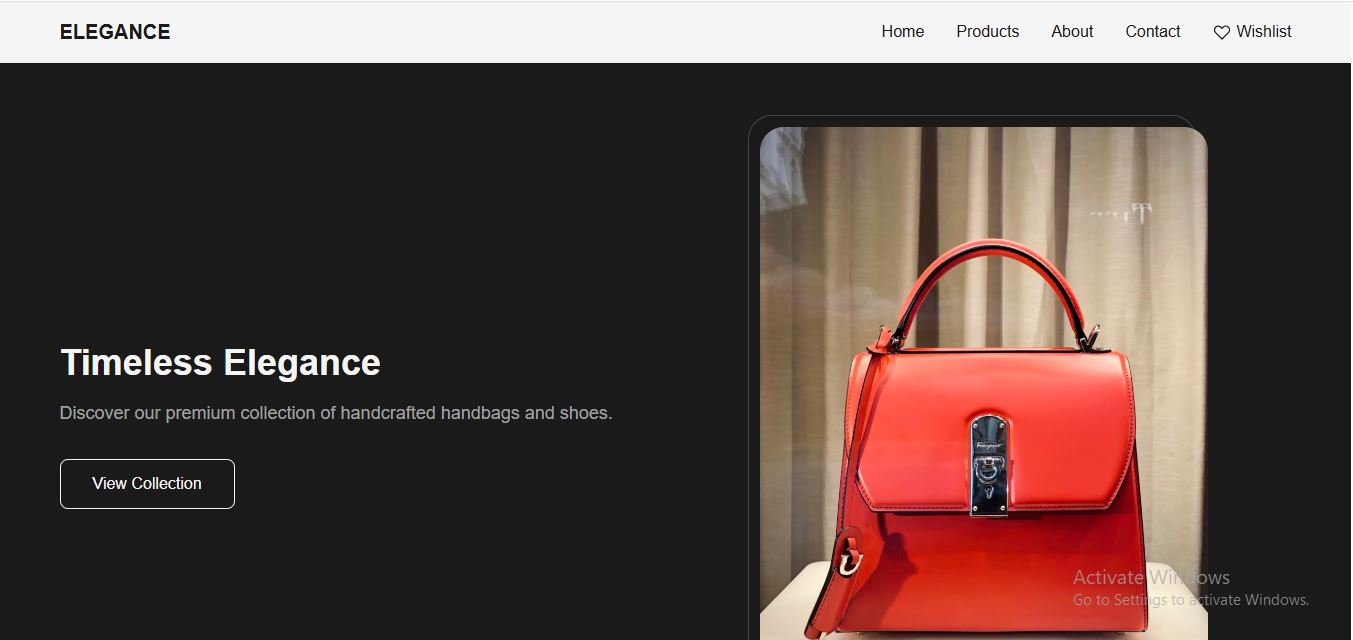 ELEGANCE
Home Products About Contact Wishlist
Timeless Elegance
Discover our premium collection of handcrafted handbags and shoes.
View Collection
Activate Windows
Go to Settings to activate Windows.